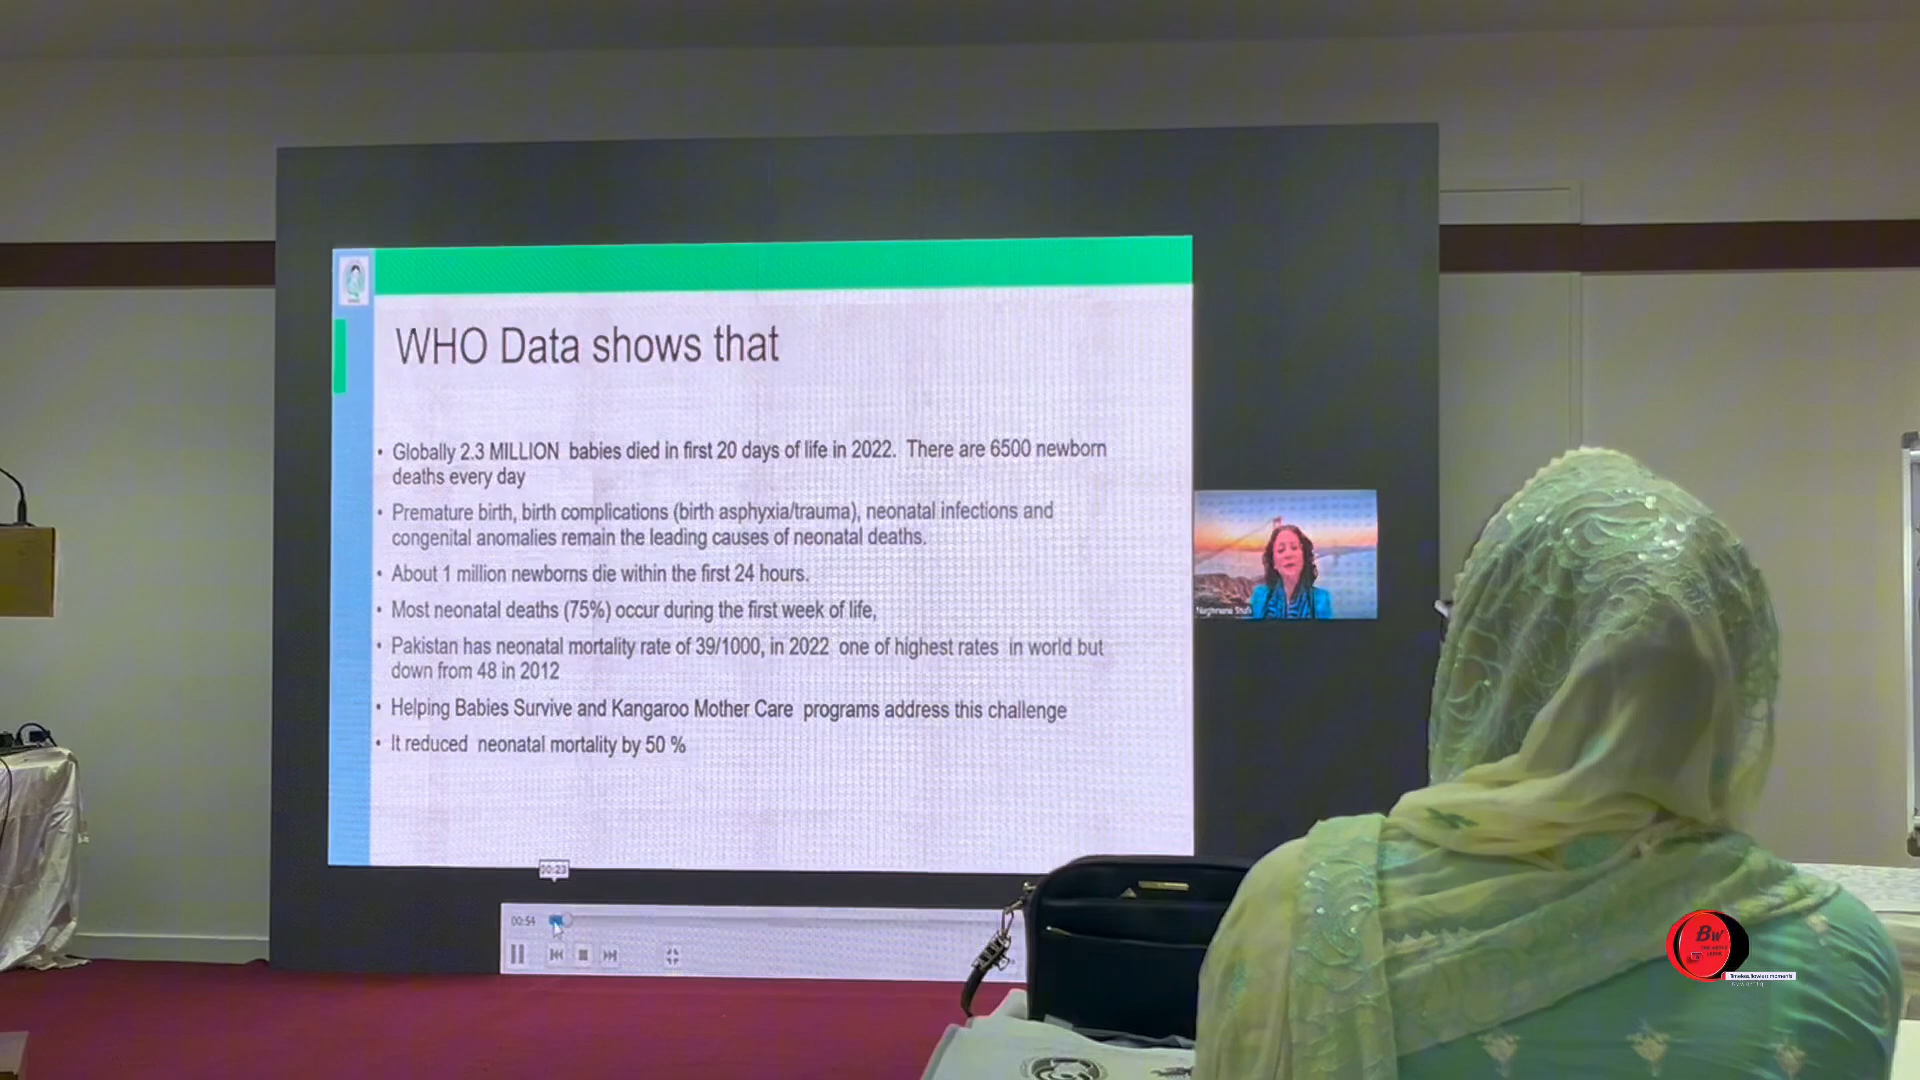 WHO Data shows that
• Globally 2.3 MILLION babies died in first 20 days of life in 2022. There are 6500 newborn
deaths every day
• Premature birth, birth complications (birth asphyxia/trauma), neonatal infections and
congenital anomalies remain the leading causes of neonatal deaths.
• About 1 million newborns die within the first 24 hours.
• Most neonatal deaths (75%) occur during the first week of life,
• Pakistan has neonatal mortality rate of 39/1000, in 2022 one of highest rates in world but
down from 48 in 2012
• Helping Babies Survive and Kangaroo Mother Care programs address this challenge
• It reduced neonatal mortality by 50 %
00:23
00:54
Bw